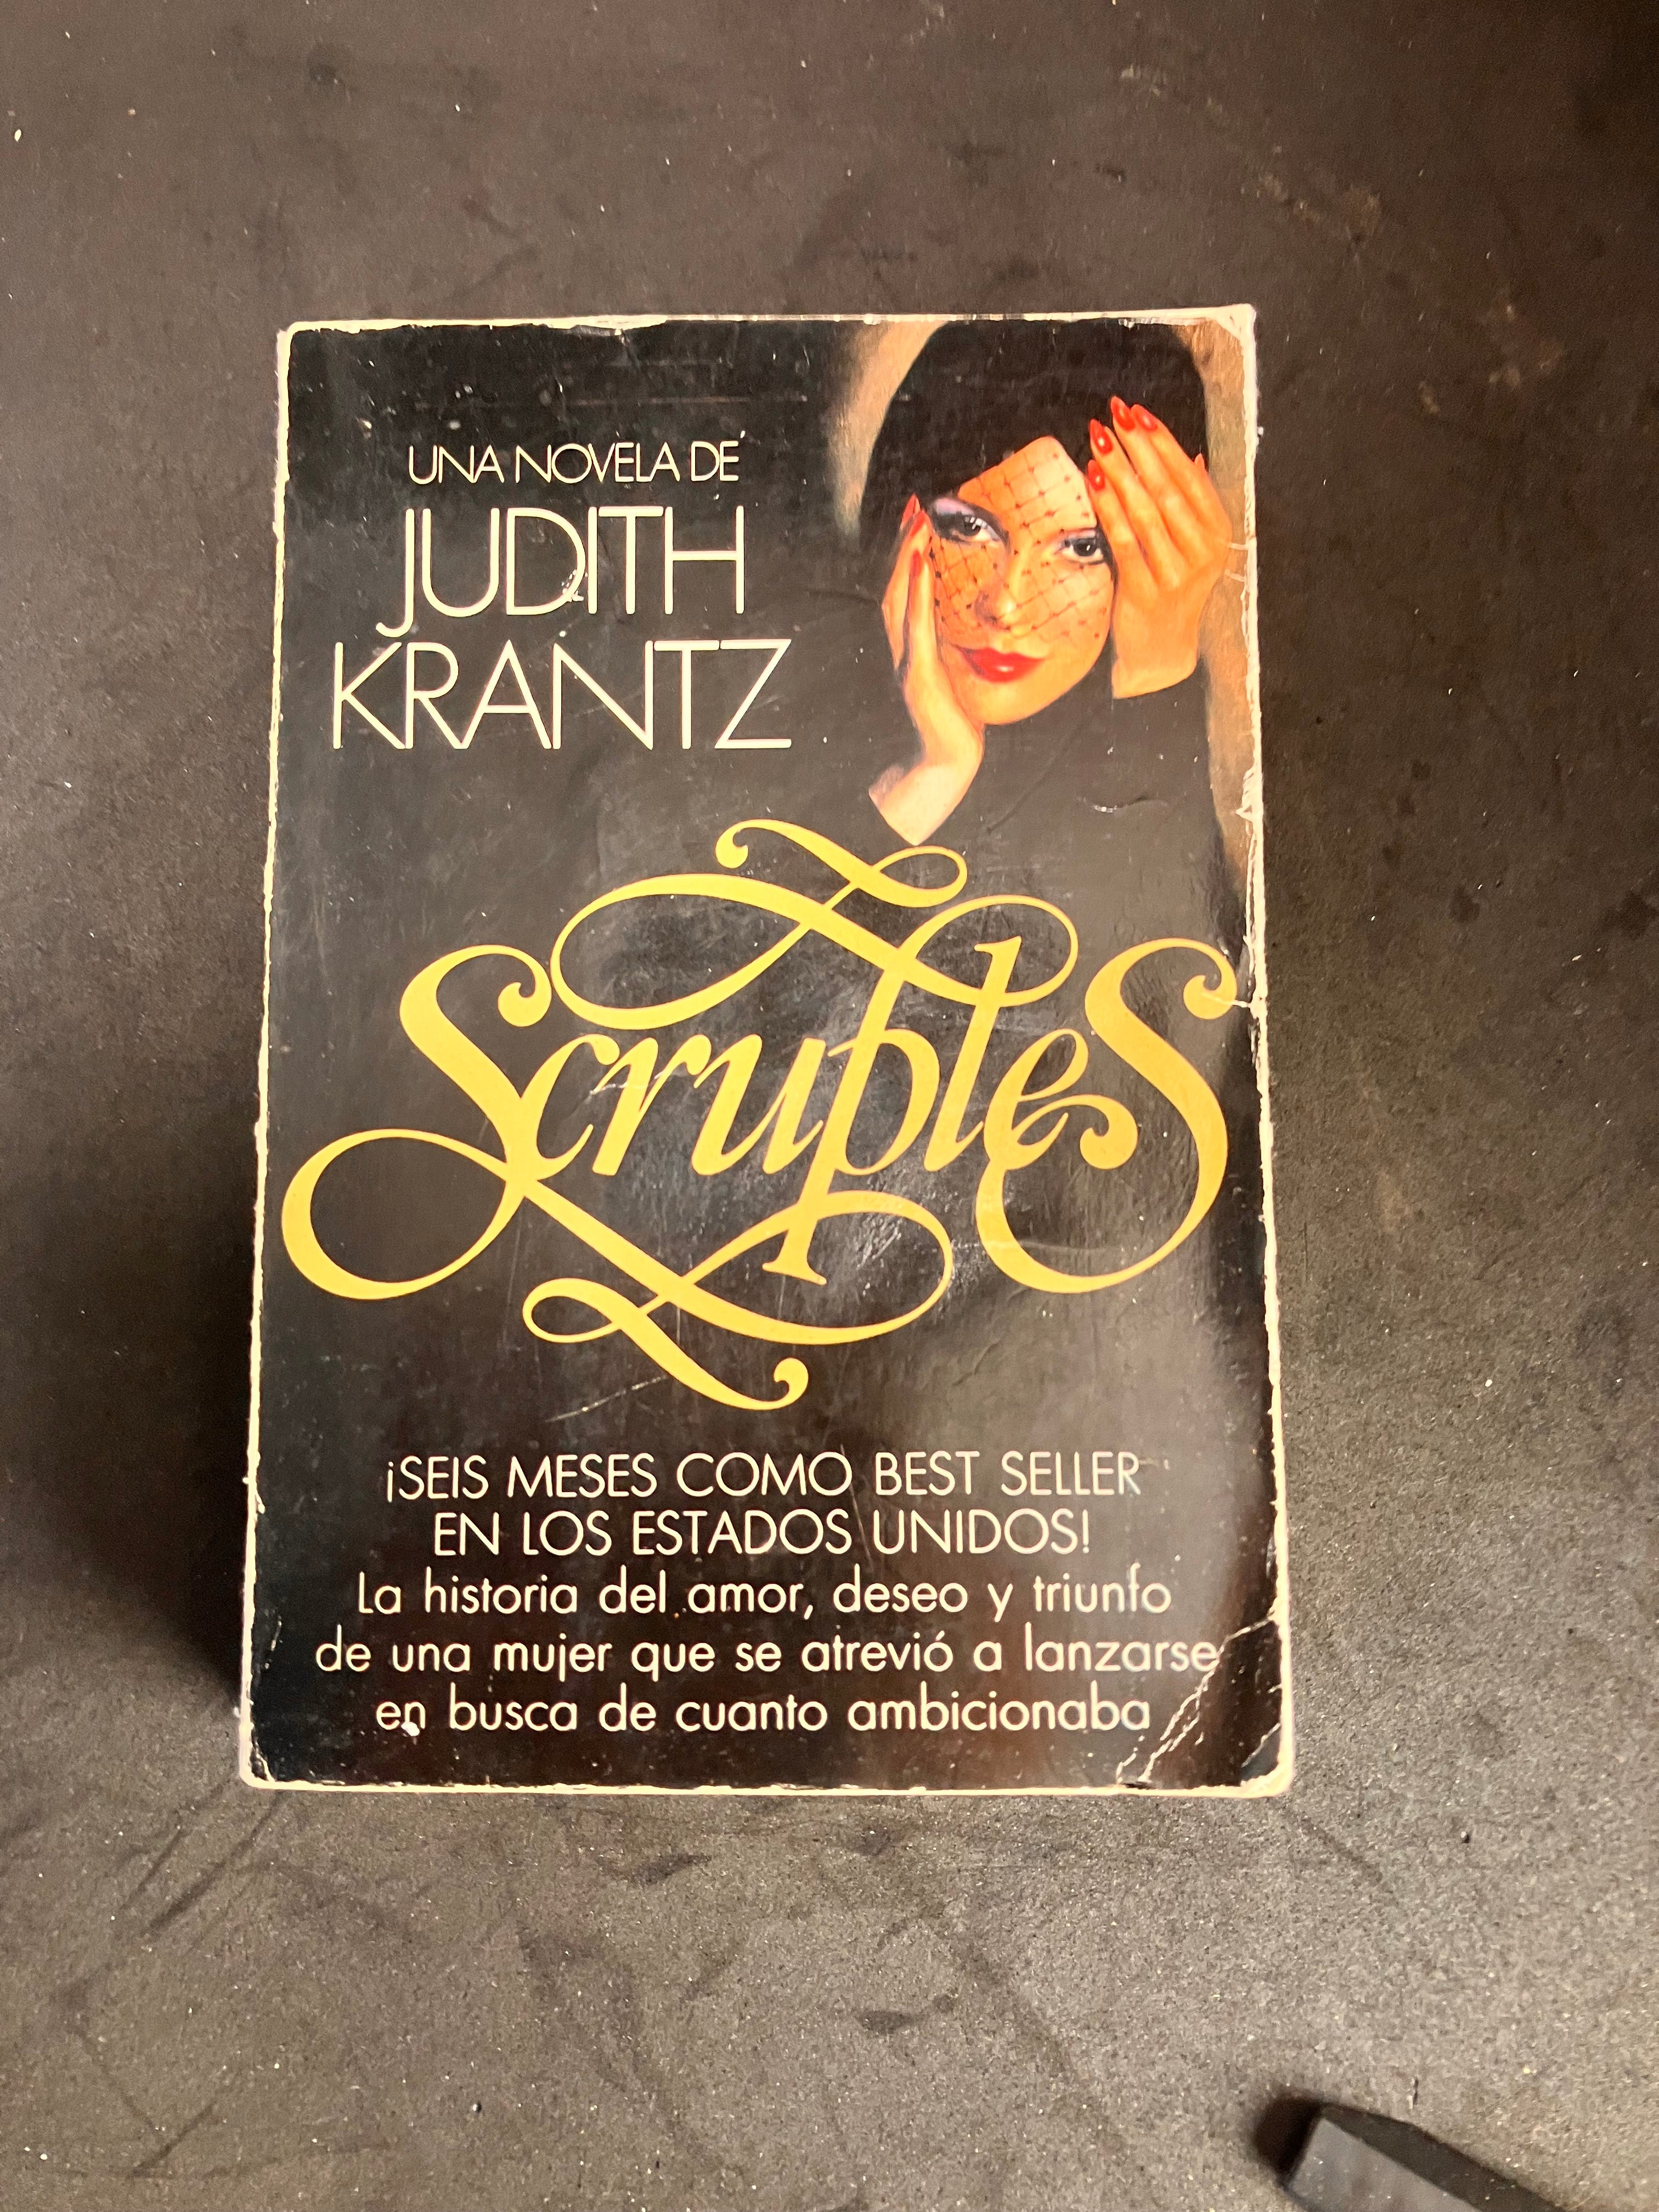 UNA NOVELA DE
JUDITH
KRANTZ
Scruples
¡SEIS MESES COMO BEST SELLER
EN LOS ESTADOS UNIDOS!
La historia del amor, deseo y triunfo
de una mujer que se atrevió a lanzarse
en busca de cuanto ambicionaba